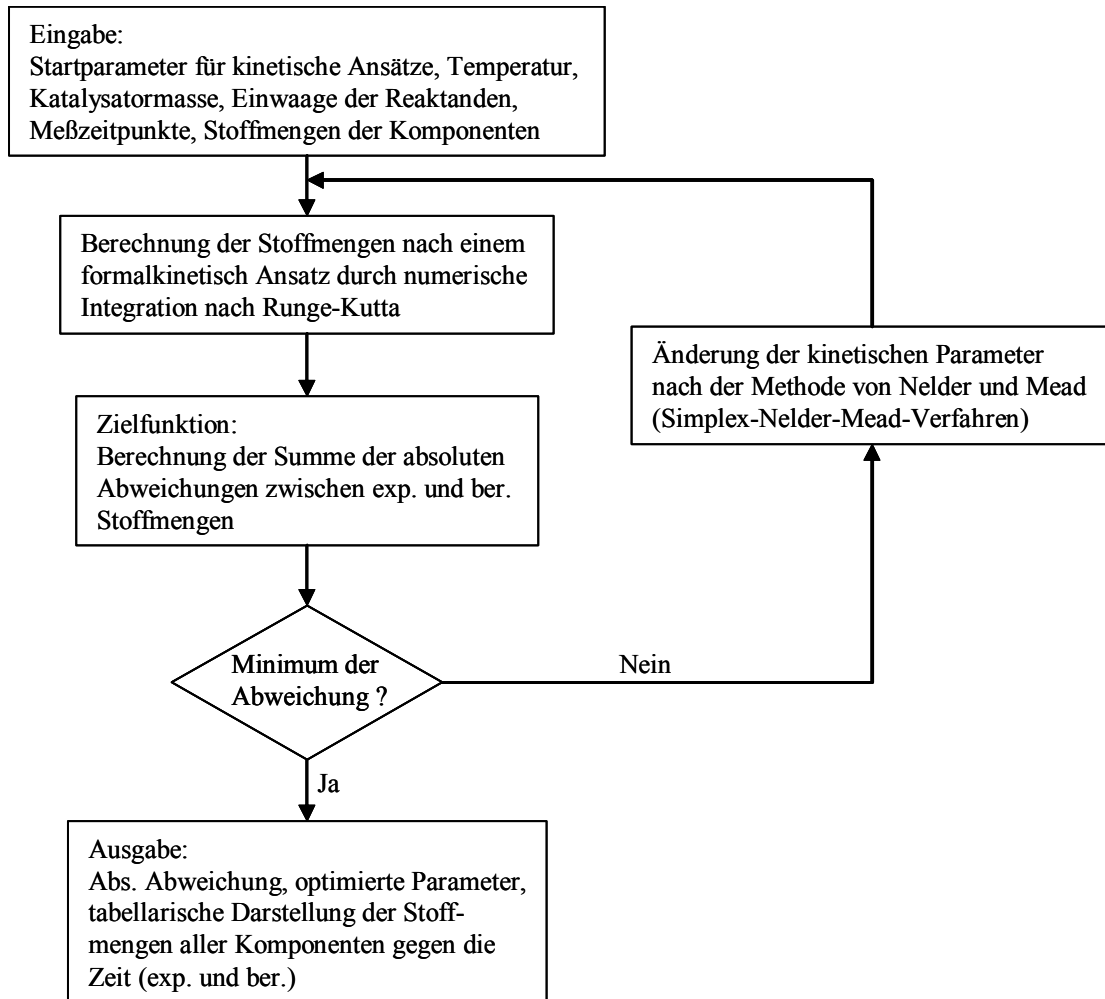 Eingabe:
Startparameter für kinetische Ansätze, Temperatur,
Katalysatormasse, Einwaage der Reaktanden,
Meßzeitpunkte, Stoffmengen der Komponenten
Berechnung der Stoffmengen nach einem
formalkinetisch Ansatz durch numerische
Integration nach Runge-Kutta
Änderung der kinetischen Parameter
nach der Methode von Nelder und Mead
(Simplex-Nelder-Mead-Verfahren)
Zielfunktion:
Berechnung der Summe der absoluten
Abweichungen zwischen exp. und ber.
Stoffmengen
Minimum der
Abweichung ?
Nein
Ja
Ausgabe:
Abs. Abweichung, optimierte Parameter,
tabellarische Darstellung der Stoff-
mengen aller Komponenten gegen die
Zeit (exp. und ber.)